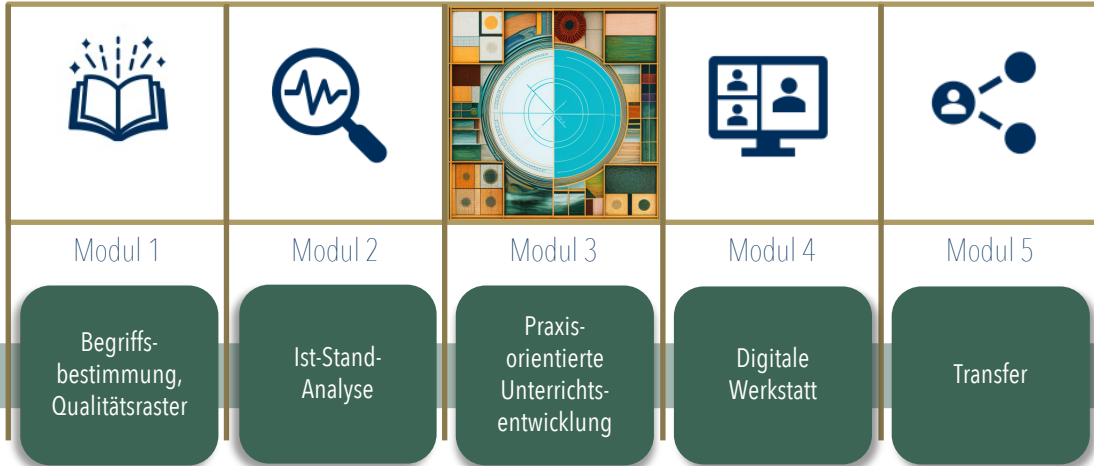 Modul 1
Modul 2
Modul 3
Modul 4
Modul 5
Begriffs-
bestimmung,
Qualitätsraster
Ist-Stand-
Analyse
Praxis-
orientierte
Unterrichts-
entwicklung
Digitale
Werkstatt
Transfer